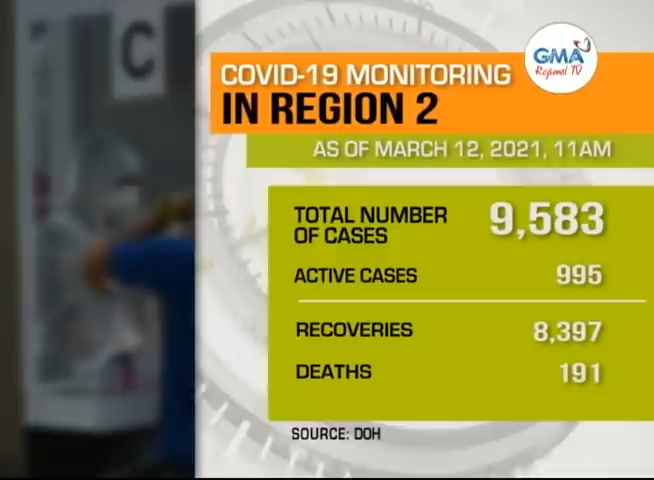 C
GMA
Regional TV
COVID-19 MONITORING
IN REGION 2
AS OF MARCH 12, 2021, 11AM
TOTAL NUMBER
OF CASES
9,583
ACTIVE CASES 995
RECOVERIES 8,397
DEATHS 191
SOURCE: DOH